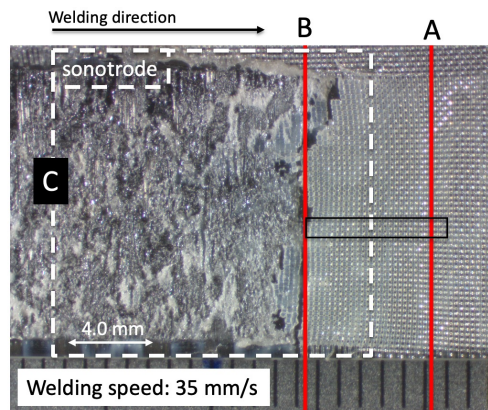 Welding direction
B
A
sonotrode
C
4.0 mm
Welding speed: 35 mm/s